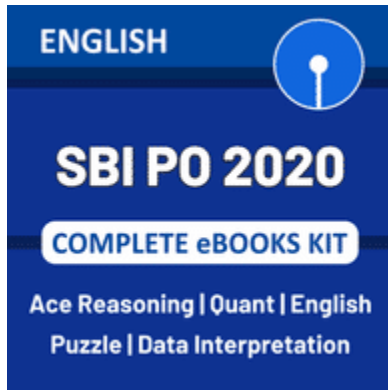 ENGLISH
SBI PO 2020
COMPLETE eBOOKS KIT
Ace Reasoning | Quant | English
Puzzle | Data Interpretation